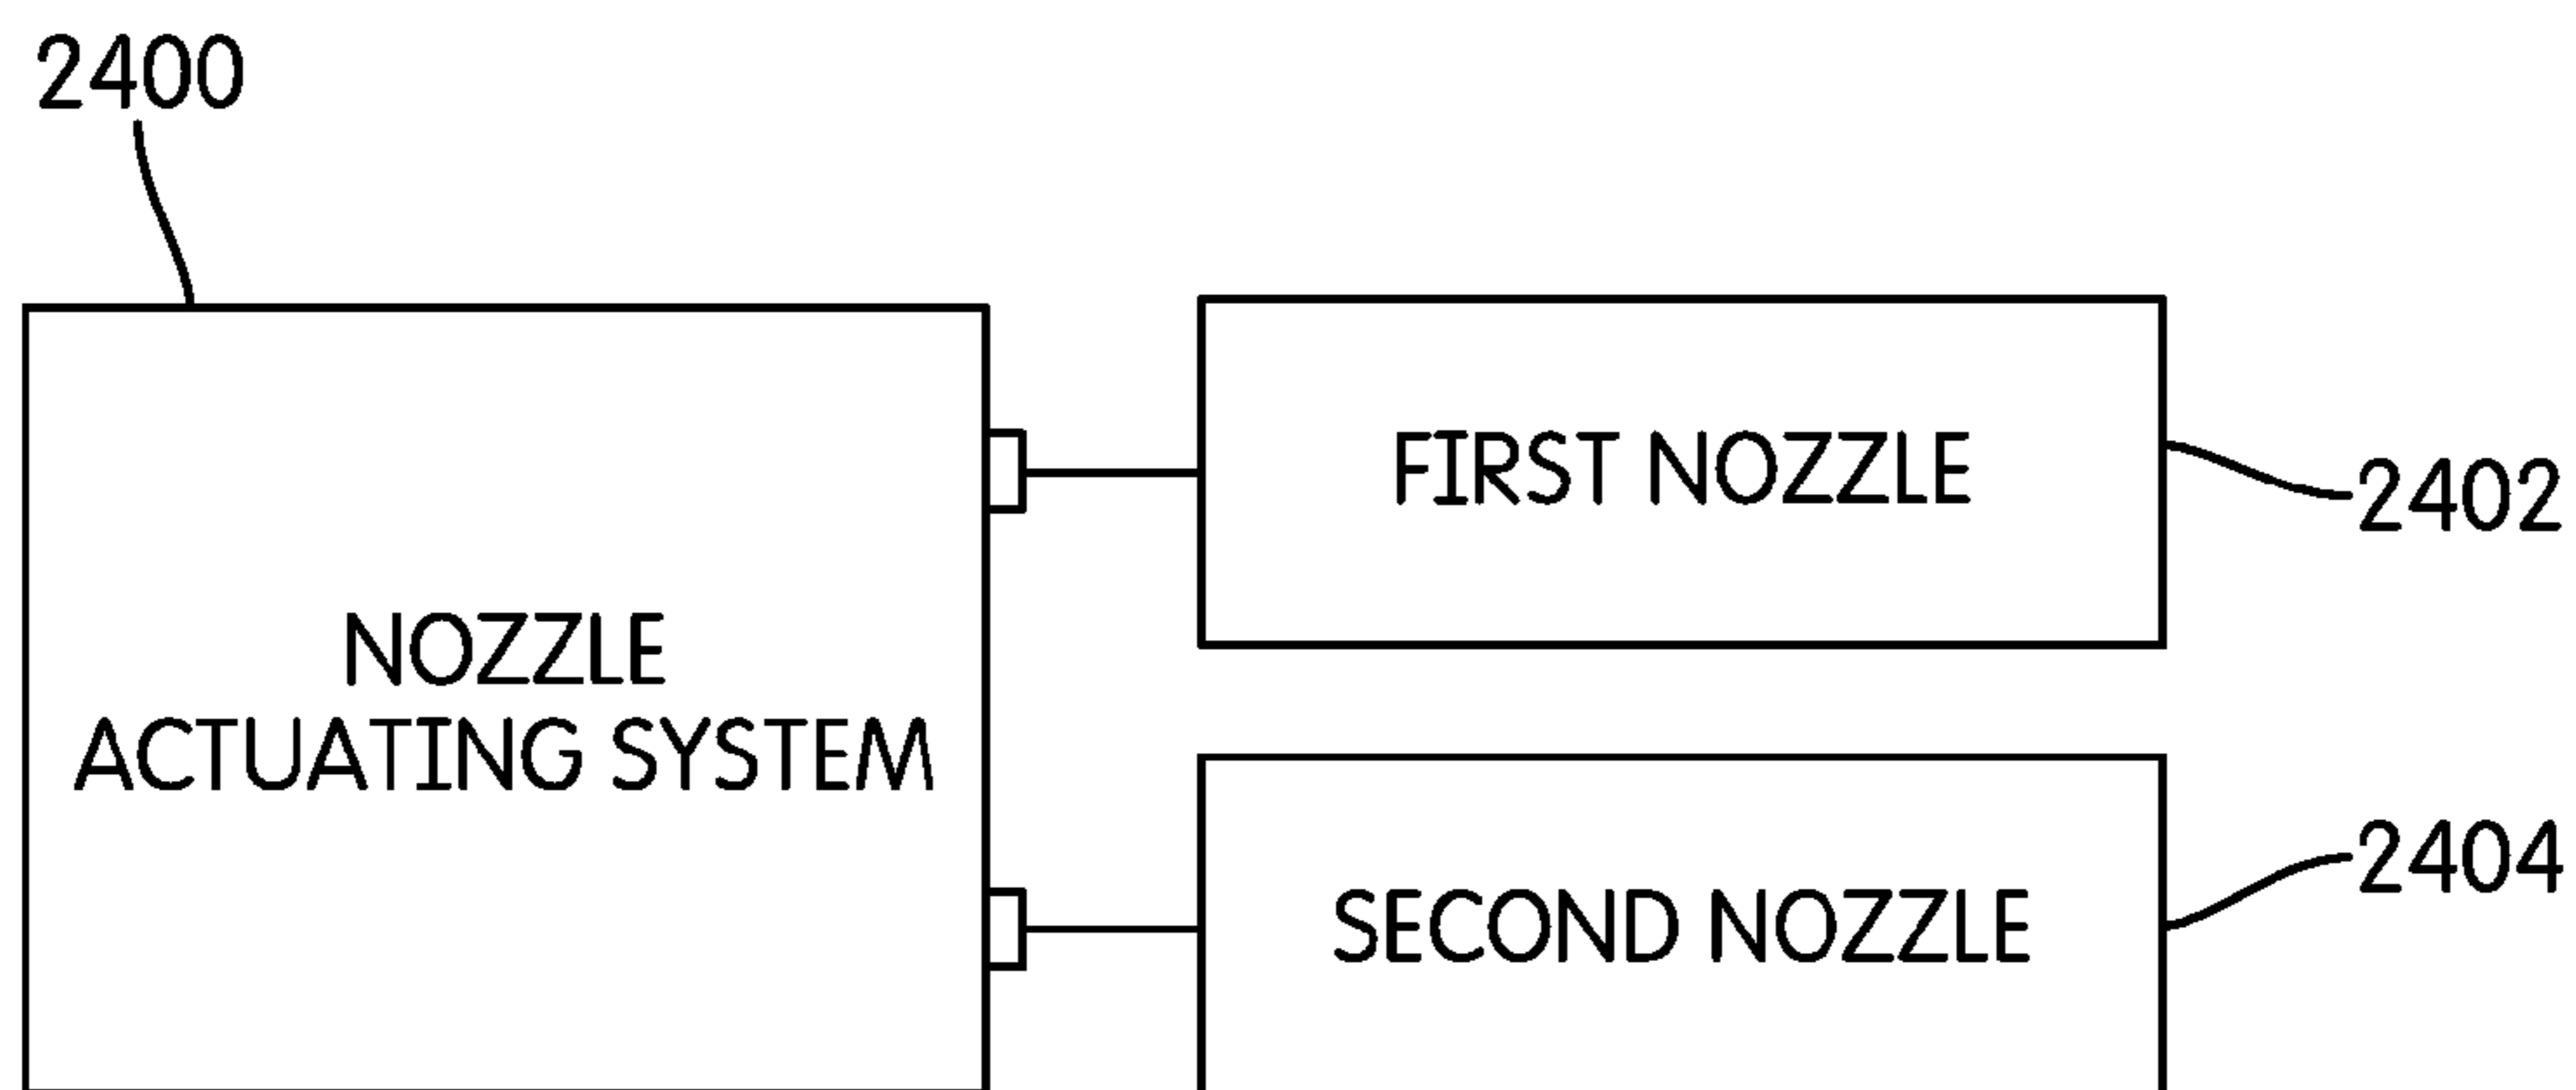 2400
FIRST NOZZLE
2402
NOZZLE
ACTUATING SYSTEM
SECOND NOZZLE
2404